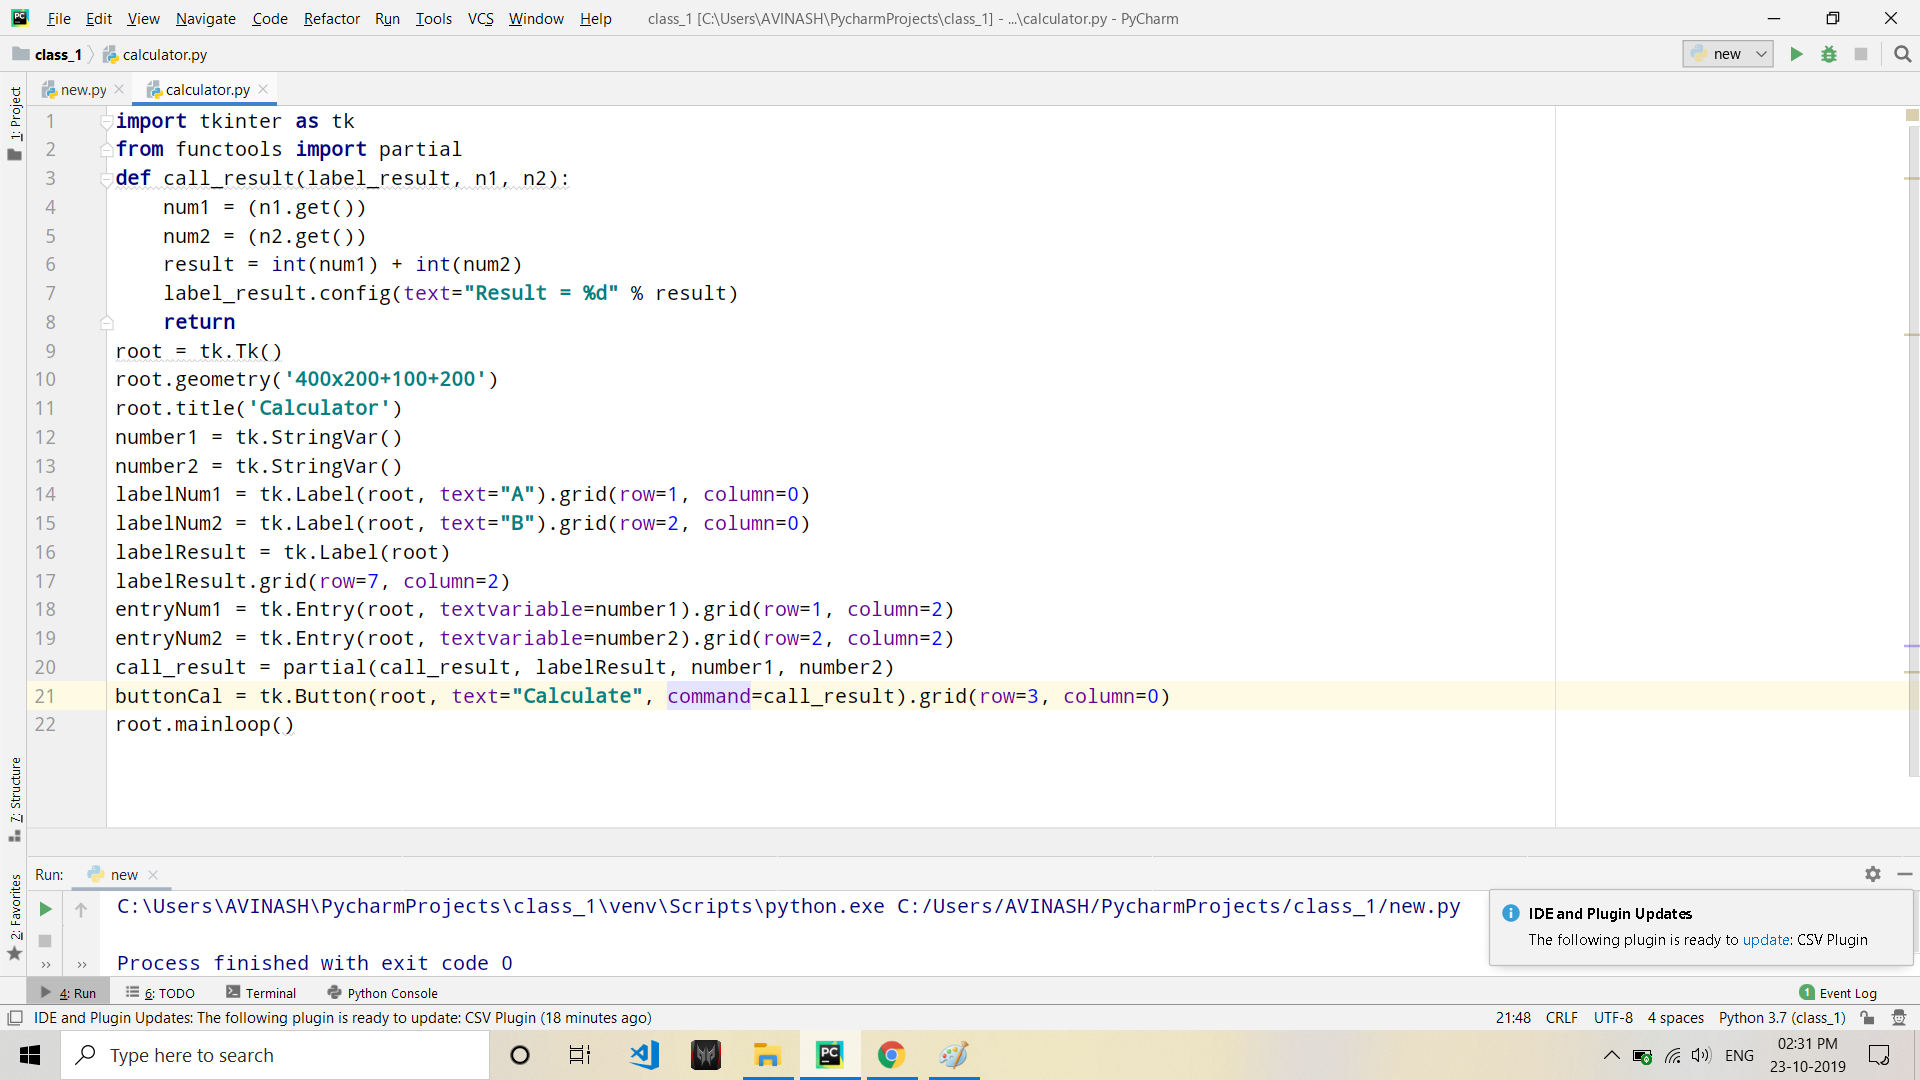 File Edit View Navigate Code Refactor Run Tools VCS Window Help class_1 [C:\Users\AVINASH\PycharmProjects\class_1] - ...\calculator.py - PyCharm
class_1 calculator.py new
new.py calculator.py
1: Project
1 import tkinter as tk
2 from functools import partial
3 def call_result(label_result, n1, n2):
4     num1 = (n1.get())
5     num2 = (n2.get())
6     result = int(num1) + int(num2)
7     label_result.config(text="Result = %d" % result)
8     return
9 root = tk.Tk()
10 root.geometry('400x200+100+200')
11 root.title('Calculator')
12 number1 = tk.StringVar()
13 number2 = tk.StringVar()
14 labelNum1 = tk.Label(root, text="A").grid(row=1, column=0)
15 labelNum2 = tk.Label(root, text="B").grid(row=2, column=0)
16 labelResult = tk.Label(root)
17 labelResult.grid(row=7, column=2)
18 entryNum1 = tk.Entry(root, textvariable=number1).grid(row=1, column=2)
19 entryNum2 = tk.Entry(root, textvariable=number2).grid(row=2, column=2)
20 call_result = partial(call_result, labelResult, number1, number2)
21 buttonCal = tk.Button(root, text="Calculate", command=call_result).grid(row=3, column=0)
22 root.mainloop()
7: Structure
2: Favorites
Run: new
C:\Users\AVINASH\PycharmProjects\class_1\venv\Scripts\python.exe C:/Users/AVINASH/PycharmProjects/class_1/new.py
Process finished with exit code 0
IDE and Plugin Updates
The following plugin is ready to update: CSV Plugin
4: Run 6: TODO Terminal Python Console 1 Event Log
IDE and Plugin Updates: The following plugin is ready to update: CSV Plugin (18 minutes ago) 21:48 CRLF UTF-8 4 spaces Python 3.7 (class_1)
Type here to search PC ENG 02:31 PM
23-10-2019